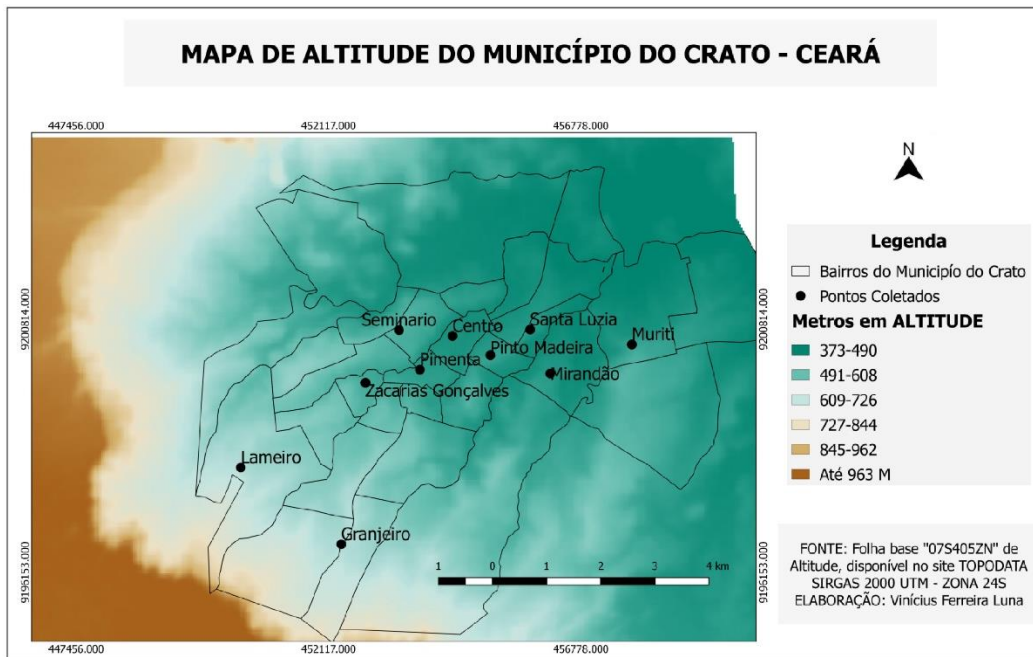 MAPA DE ALTITUDE DO MUNICÍPIO DO CRATO - CEARÁ
447456.000
452117.000
456778.000
N
9200814.000
9200814.000
Seminario
Centro
Santa Luzia
Muriti
Pinto Madeira
Pimenta
Mirandão
Zacarias Gonçalves
Lameiro
Granjeiro
9196153.000
9196153.000
1 0 1 2 3 4 km
447456.000
452117.000
456778.000
Legenda
Bairros do Municipío do Crato
Pontos Coletados
Metros em ALTITUDE
373-490
491-608
609-726
727-844
845-962
Até 963 M
FONTE: Folha base "07S405ZN" de
Altitude, disponível no site TOPODATA
SIRGAS 2000 UTM - ZONA 24S
ELABORAÇÃO: Vinícius Ferreira Luna